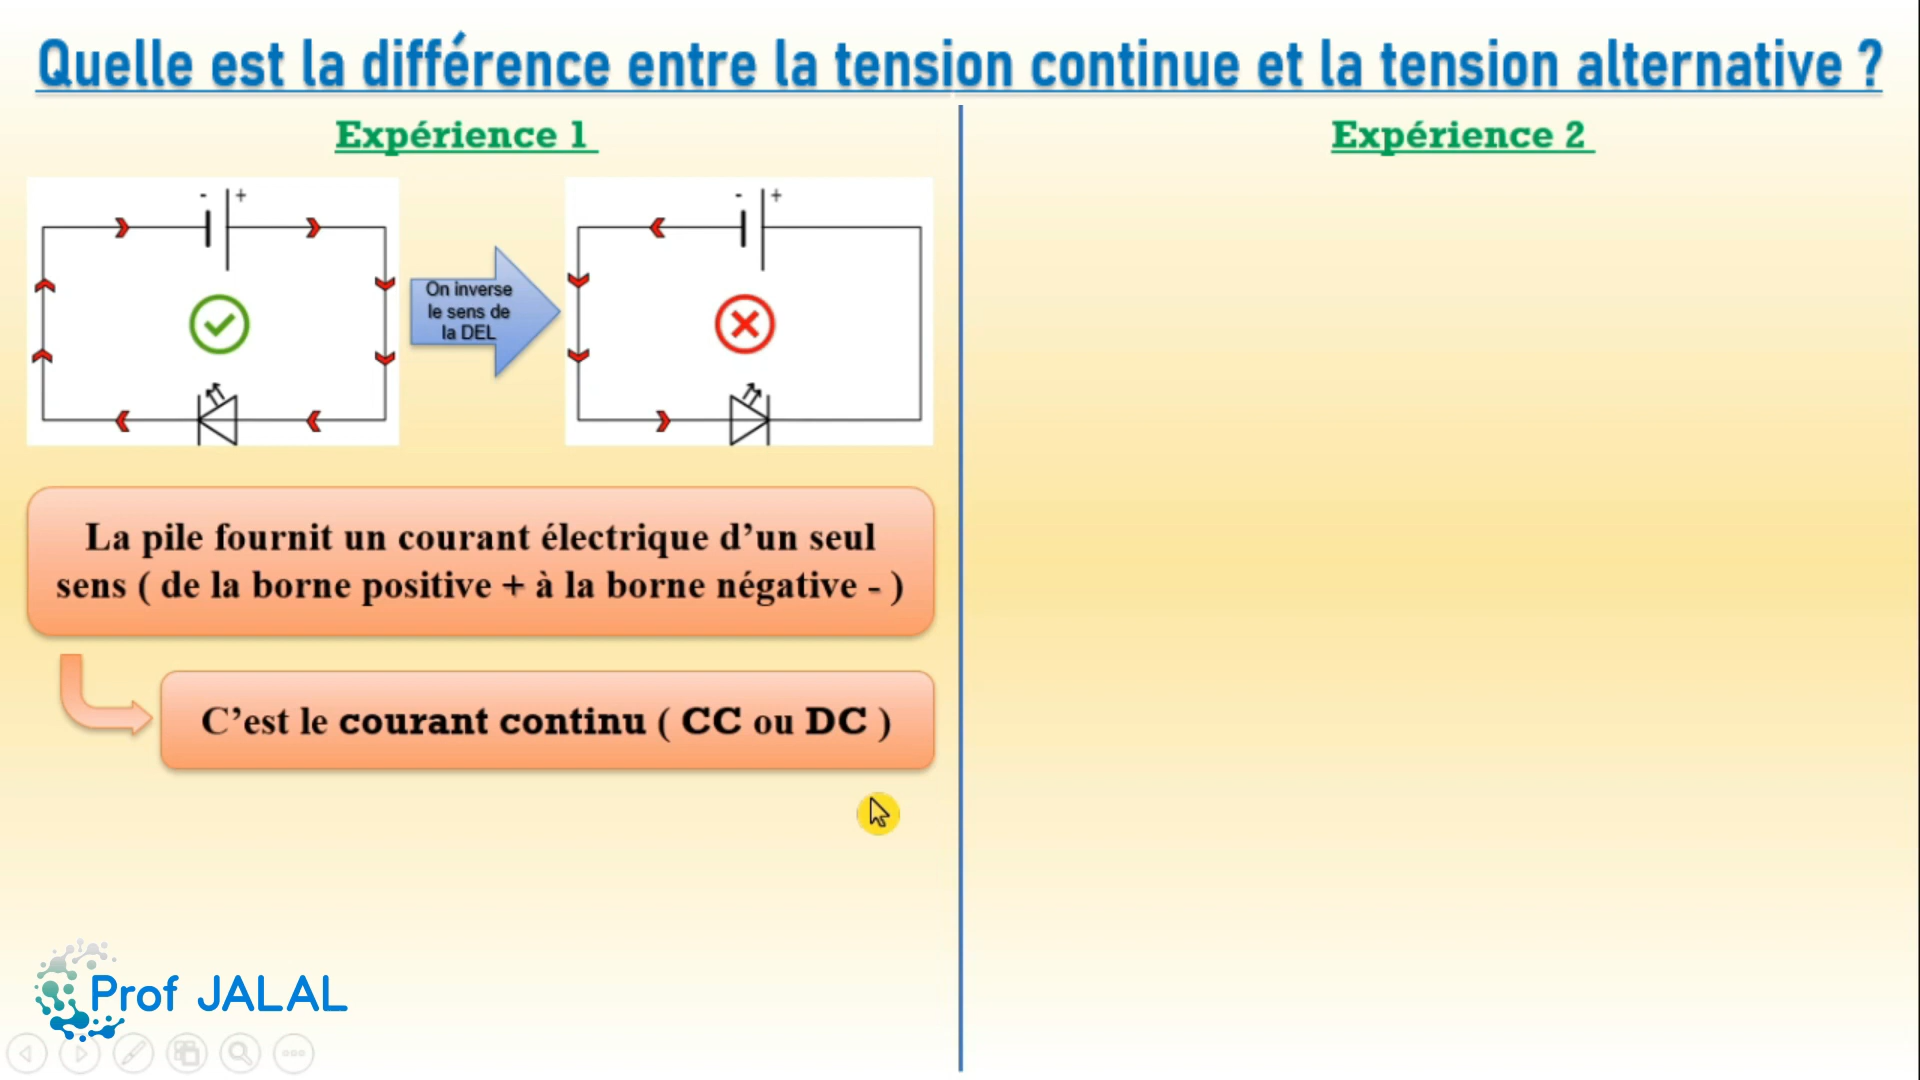 Quelle est la différence entre la tension continue et la tension alternative ?
Expérience 1
- +
On inverse
le sens de
la DEL
- +
La pile fournit un courant électrique d’un seul
sens ( de la borne positive + à la borne négative - )
C’est le courant continu ( CC ou DC )
Expérience 2
Prof JALAL